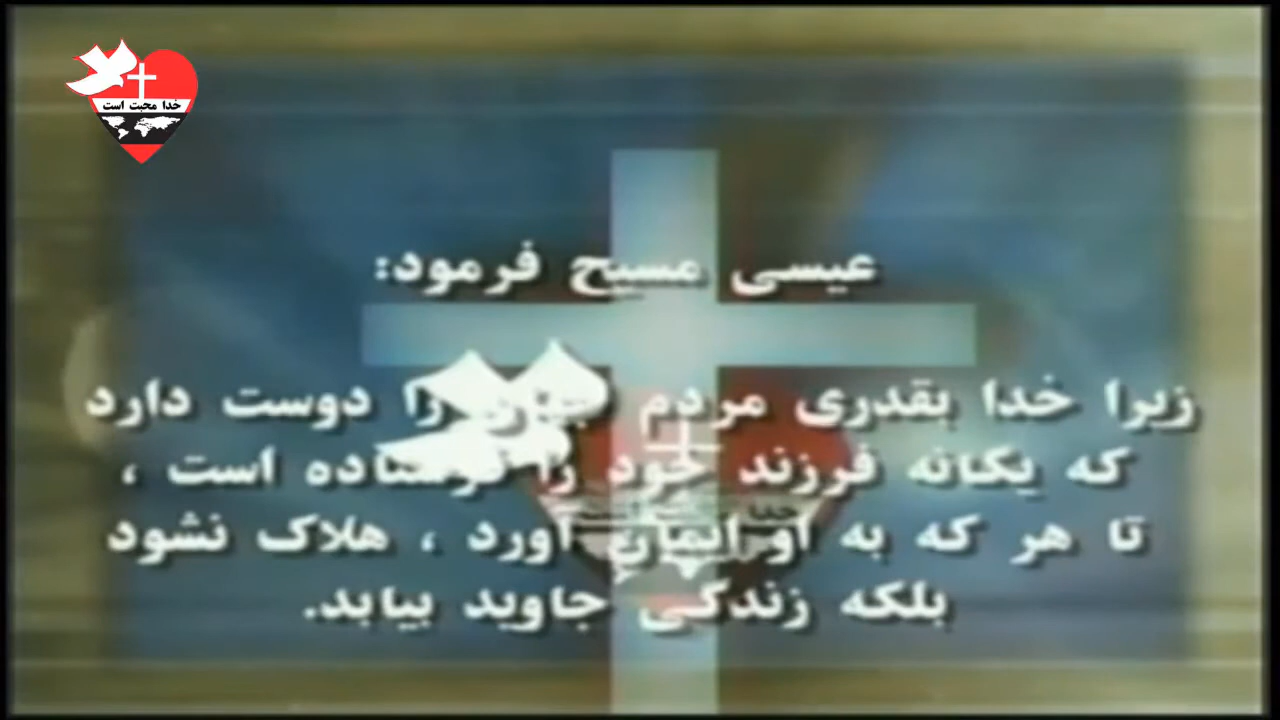 خدا محبت است
عیسی مسیح فرمود:
زیرا خدا بقدری مردم جهان را دوست دارد
که یگانه فرزند خود را فرستاده است ،
تا هر که به او ایمان آورد ، هلاک نشود
بلکه زندگی جاوید بیابد.
خدا